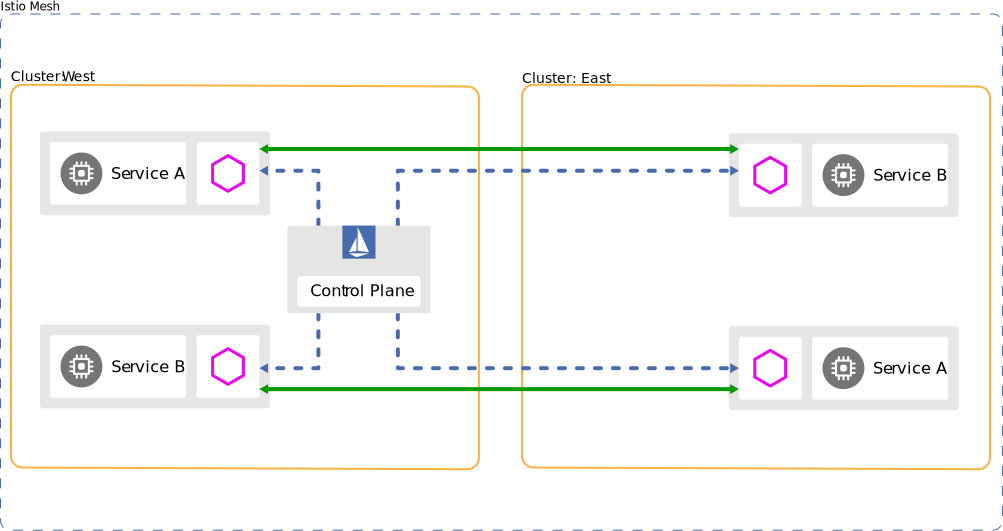 Istio Mesh
Cluster:West
Cluster: East
Service A
Service B
Control Plane
Service B
Service A